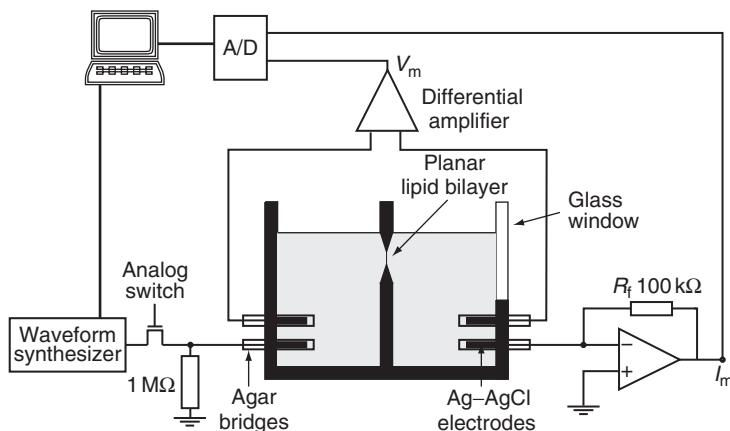 A/D
V_m
Differential
amplifier
Planar
lipid bilayer
Glass
window
Analog
switch
R_f 100 kΩ
Waveform
synthesizer
−
+
1 MΩ
I_m
Agar
bridges
Ag–AgCl
electrodes